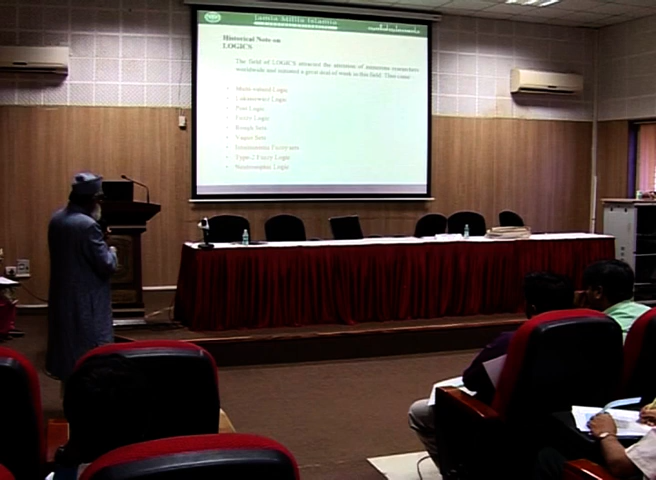 Jamia Millia Islamia
Historical Note on
LOGICS
The field of LOGICS attracted the attention of numerous researchers
worldwide and initiated a great deal of work in this field. Then came -
Multi-valued Logic
Lukasiewicz Logic
Post Logic
Fuzzy Logic
Rough Sets
Vague Sets
Intuitionistic Fuzzy sets
Type-2 Fuzzy Logic
Neutrosophic Logic